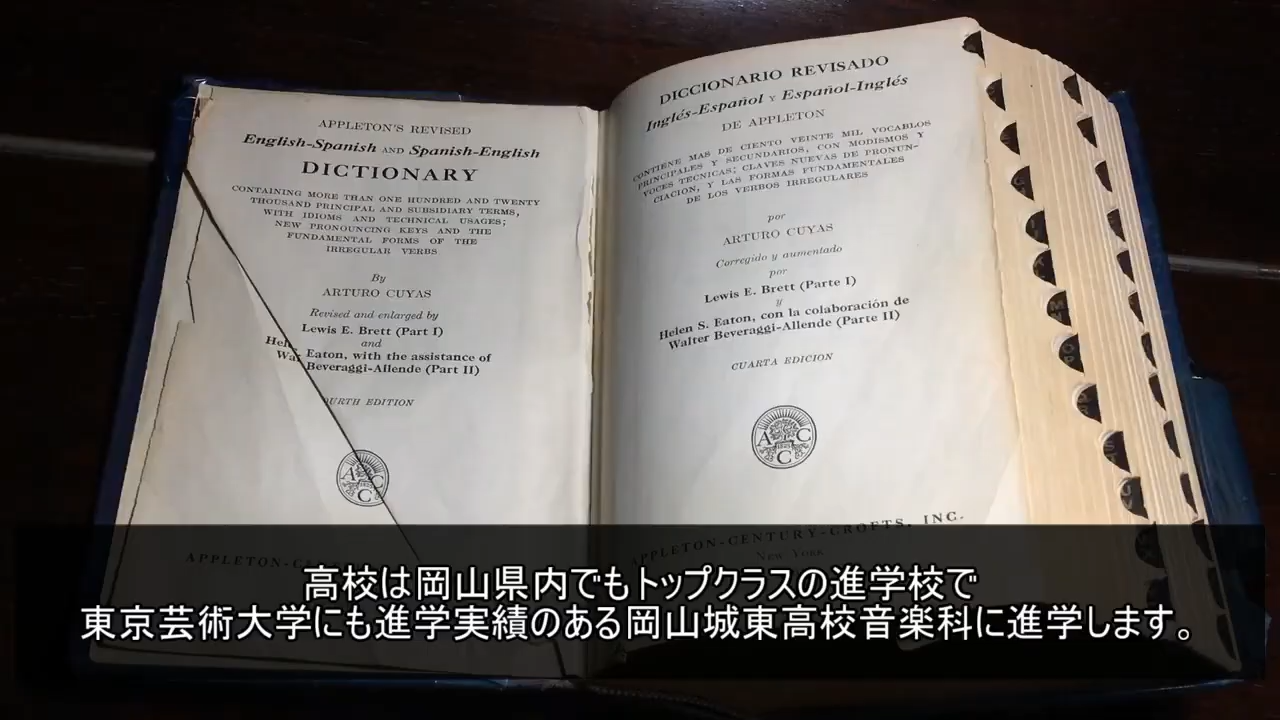 APPLETON'S REVISED
English-Spanish AND Spanish-English
DICTIONARY
CONTAINING MORE THAN ONE HUNDRED AND TWENTY
THOUSAND PRINCIPAL AND SUBSIDIARY TERMS,
WITH IDIOMS AND TECHNICAL USAGES;
NEW PRONOUNCING KEYS AND THE
FUNDAMENTAL FORMS OF THE
IRREGULAR VERBS
By
ARTURO CUYAS
Revised and enlarged by
Lewis E. Brett (Part I)
and
Eaton, with the assistance of
Beveraggi-Allende (Part II)
EDITION
A C C
DICCIONARIO REVISADO
Inglés-Español Y Español-Inglés
DE APPLETON
CONTIENE MAS DE CIENTO VEINTE MIL VOCABLOS
PRINCIPALES Y SECUNDARIOS, CON MODISMOS Y
VOCES TECNICAS; CLAVES NUEVAS DE PRONUN-
CIACION, Y LAS FORMAS FUNDAMENTALES
DE LOS VERBOS IRREGULARES
por
ARTURO CUYAS
Corregido y aumentado
por
Lewis E. Brett (Parte I)
y
Helen S. Eaton, con la colaboración de
Walter Beveraggi-Allende (Parte II)
CUARTA EDICION
A C C
APPLETON-CENTURY-CROFTS, INC.
New York
高校は岡山県内でもトップクラスの進学校で
東京芸術大学にも進学実績のある岡山城東高校音楽科に進学します。